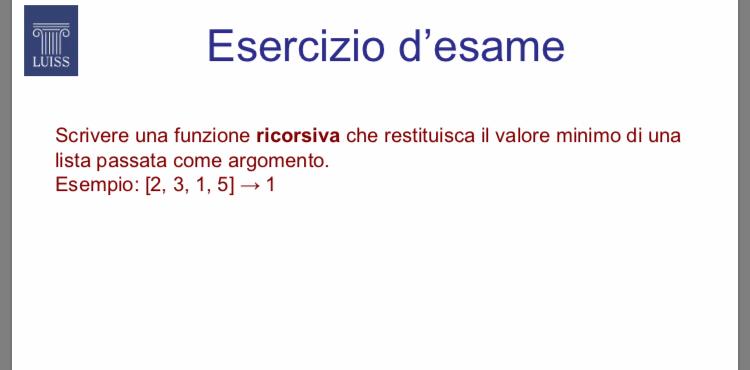 LUISS
Esercizio d’esame
Scrivere una funzione ricorsiva che restituisca il valore minimo di una
lista passata come argomento.
Esempio: [2, 3, 1, 5] → 1